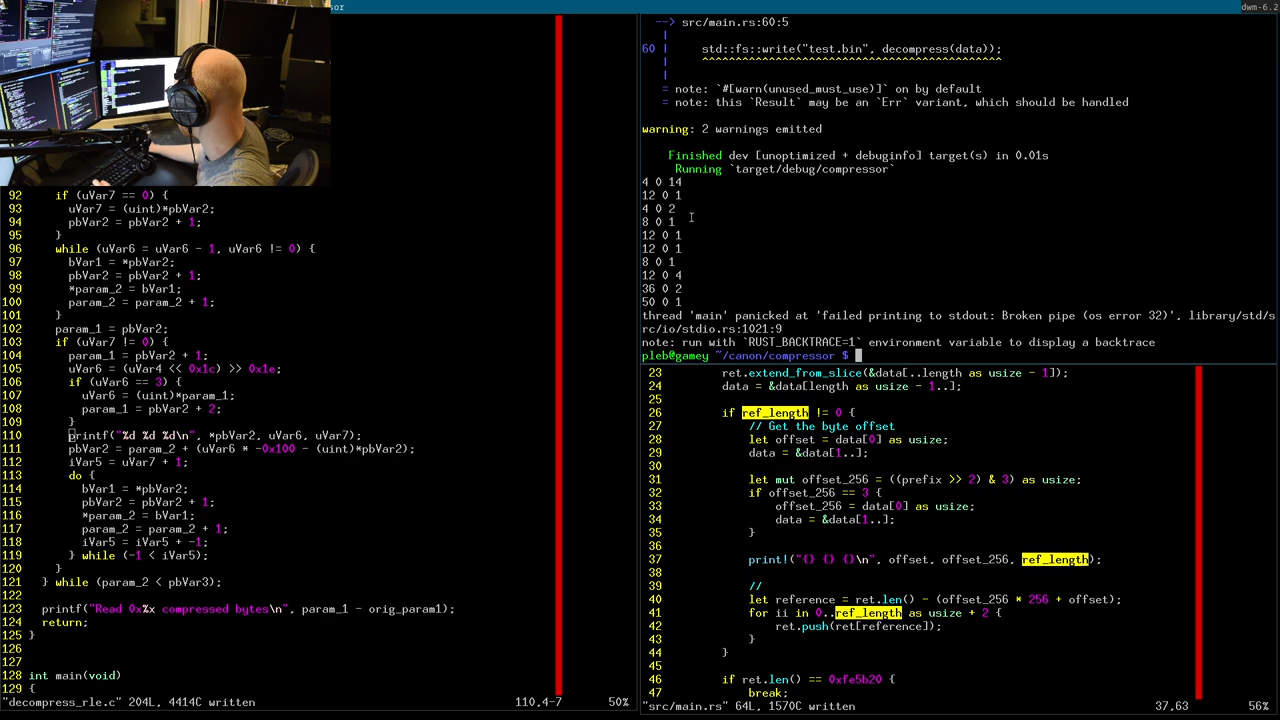 sor
dwm-6.2
92 if (uVar7 == 0) {
93 uVar7 = (uint)*pbVar2;
94 pbVar2 = pbVar2 + 1;
95 }
96 while (uVar6 = uVar6 - 1, uVar6 != 0) {
97 bVar1 = *pbVar2;
98 pbVar2 = pbVar2 + 1;
99 *param_2 = bVar1;
100 param_2 = param_2 + 1;
101 }
102 param_1 = pbVar2;
103 if (uVar7 != 0) {
104 param_1 = pbVar2 + 1;
105 uVar6 = (uVar4 << 0x1c) >> 0x1e;
106 if (uVar6 == 3) {
107 uVar6 = (uint)*param_1;
108 param_1 = pbVar2 + 2;
109 }
110 printf("%d %d %d\n", *pbVar2, uVar6, uVar7);
111 pbVar2 = param_2 + (uVar6 * -0x100 - (uint)*pbVar2);
112 iVar5 = uVar7 + 1;
113 do {
114 bVar1 = *pbVar2;
115 pbVar2 = pbVar2 + 1;
116 *param_2 = bVar1;
117 param_2 = param_2 + 1;
118 iVar5 = iVar5 + -1;
119 } while (-1 < iVar5);
120 }
121 } while (param_2 < pbVar3);
122
123 printf("Read 0x%x compressed bytes\n", param_1 - orig_param1);
124 return;
125 }
126
127
128 int main(void)
129 {
"decompress_rle.c" 204L, 4414C written 110,4-7 50%
--> src/main.rs:60:5
|
60 | std::fs::write("test.bin", decompress(data));
| ^^^^^^^^^^^^^^^^^^^^^^^^^^^^^^^^^^^^^^^^^^^^^
|
= note: `#[warn(unused_must_use)]` on by default
= note: this `Result` may be an `Err` variant, which should be handled
warning: 2 warnings emitted
Finished dev [unoptimized + debuginfo] target(s) in 0.01s
Running `target/debug/compressor`
4 0 14
12 0 1
4 0 2
8 0 1
12 0 1
12 0 1
8 0 1
12 0 4
36 0 2
50 0 1
thread 'main' panicked at 'failed printing to stdout: Broken pipe (os error 32)', library/std/s
rc/io/stdio.rs:1021:9
note: run with `RUST_BACKTRACE=1` environment variable to display a backtrace
pleb@gamey ~/canon/compressor $
23 ret.extend_from_slice(&data[..length as usize - 1]);
24 data = &data[length as usize - 1..];
25
26 if ref_length != 0 {
27 // Get the byte offset
28 let offset = data[0] as usize;
29 data = &data[1..];
30
31 let mut offset_256 = ((prefix >> 2) & 3) as usize;
32 if offset_256 == 3 {
33 offset_256 = data[0] as usize;
34 data = &data[1..];
35 }
36
37 print!("{} {} {}\n", offset, offset_256, ref_length);
38
39 //
40 let reference = ret.len() - (offset_256 * 256 + offset);
41 for ii in 0..ref_length as usize + 2 {
42 ret.push(ret[reference]);
43 }
44 }
45
46 if ret.len() == 0xfe5b20 {
47 break;
"src/main.rs" 64L, 1570C written 37,63 56%